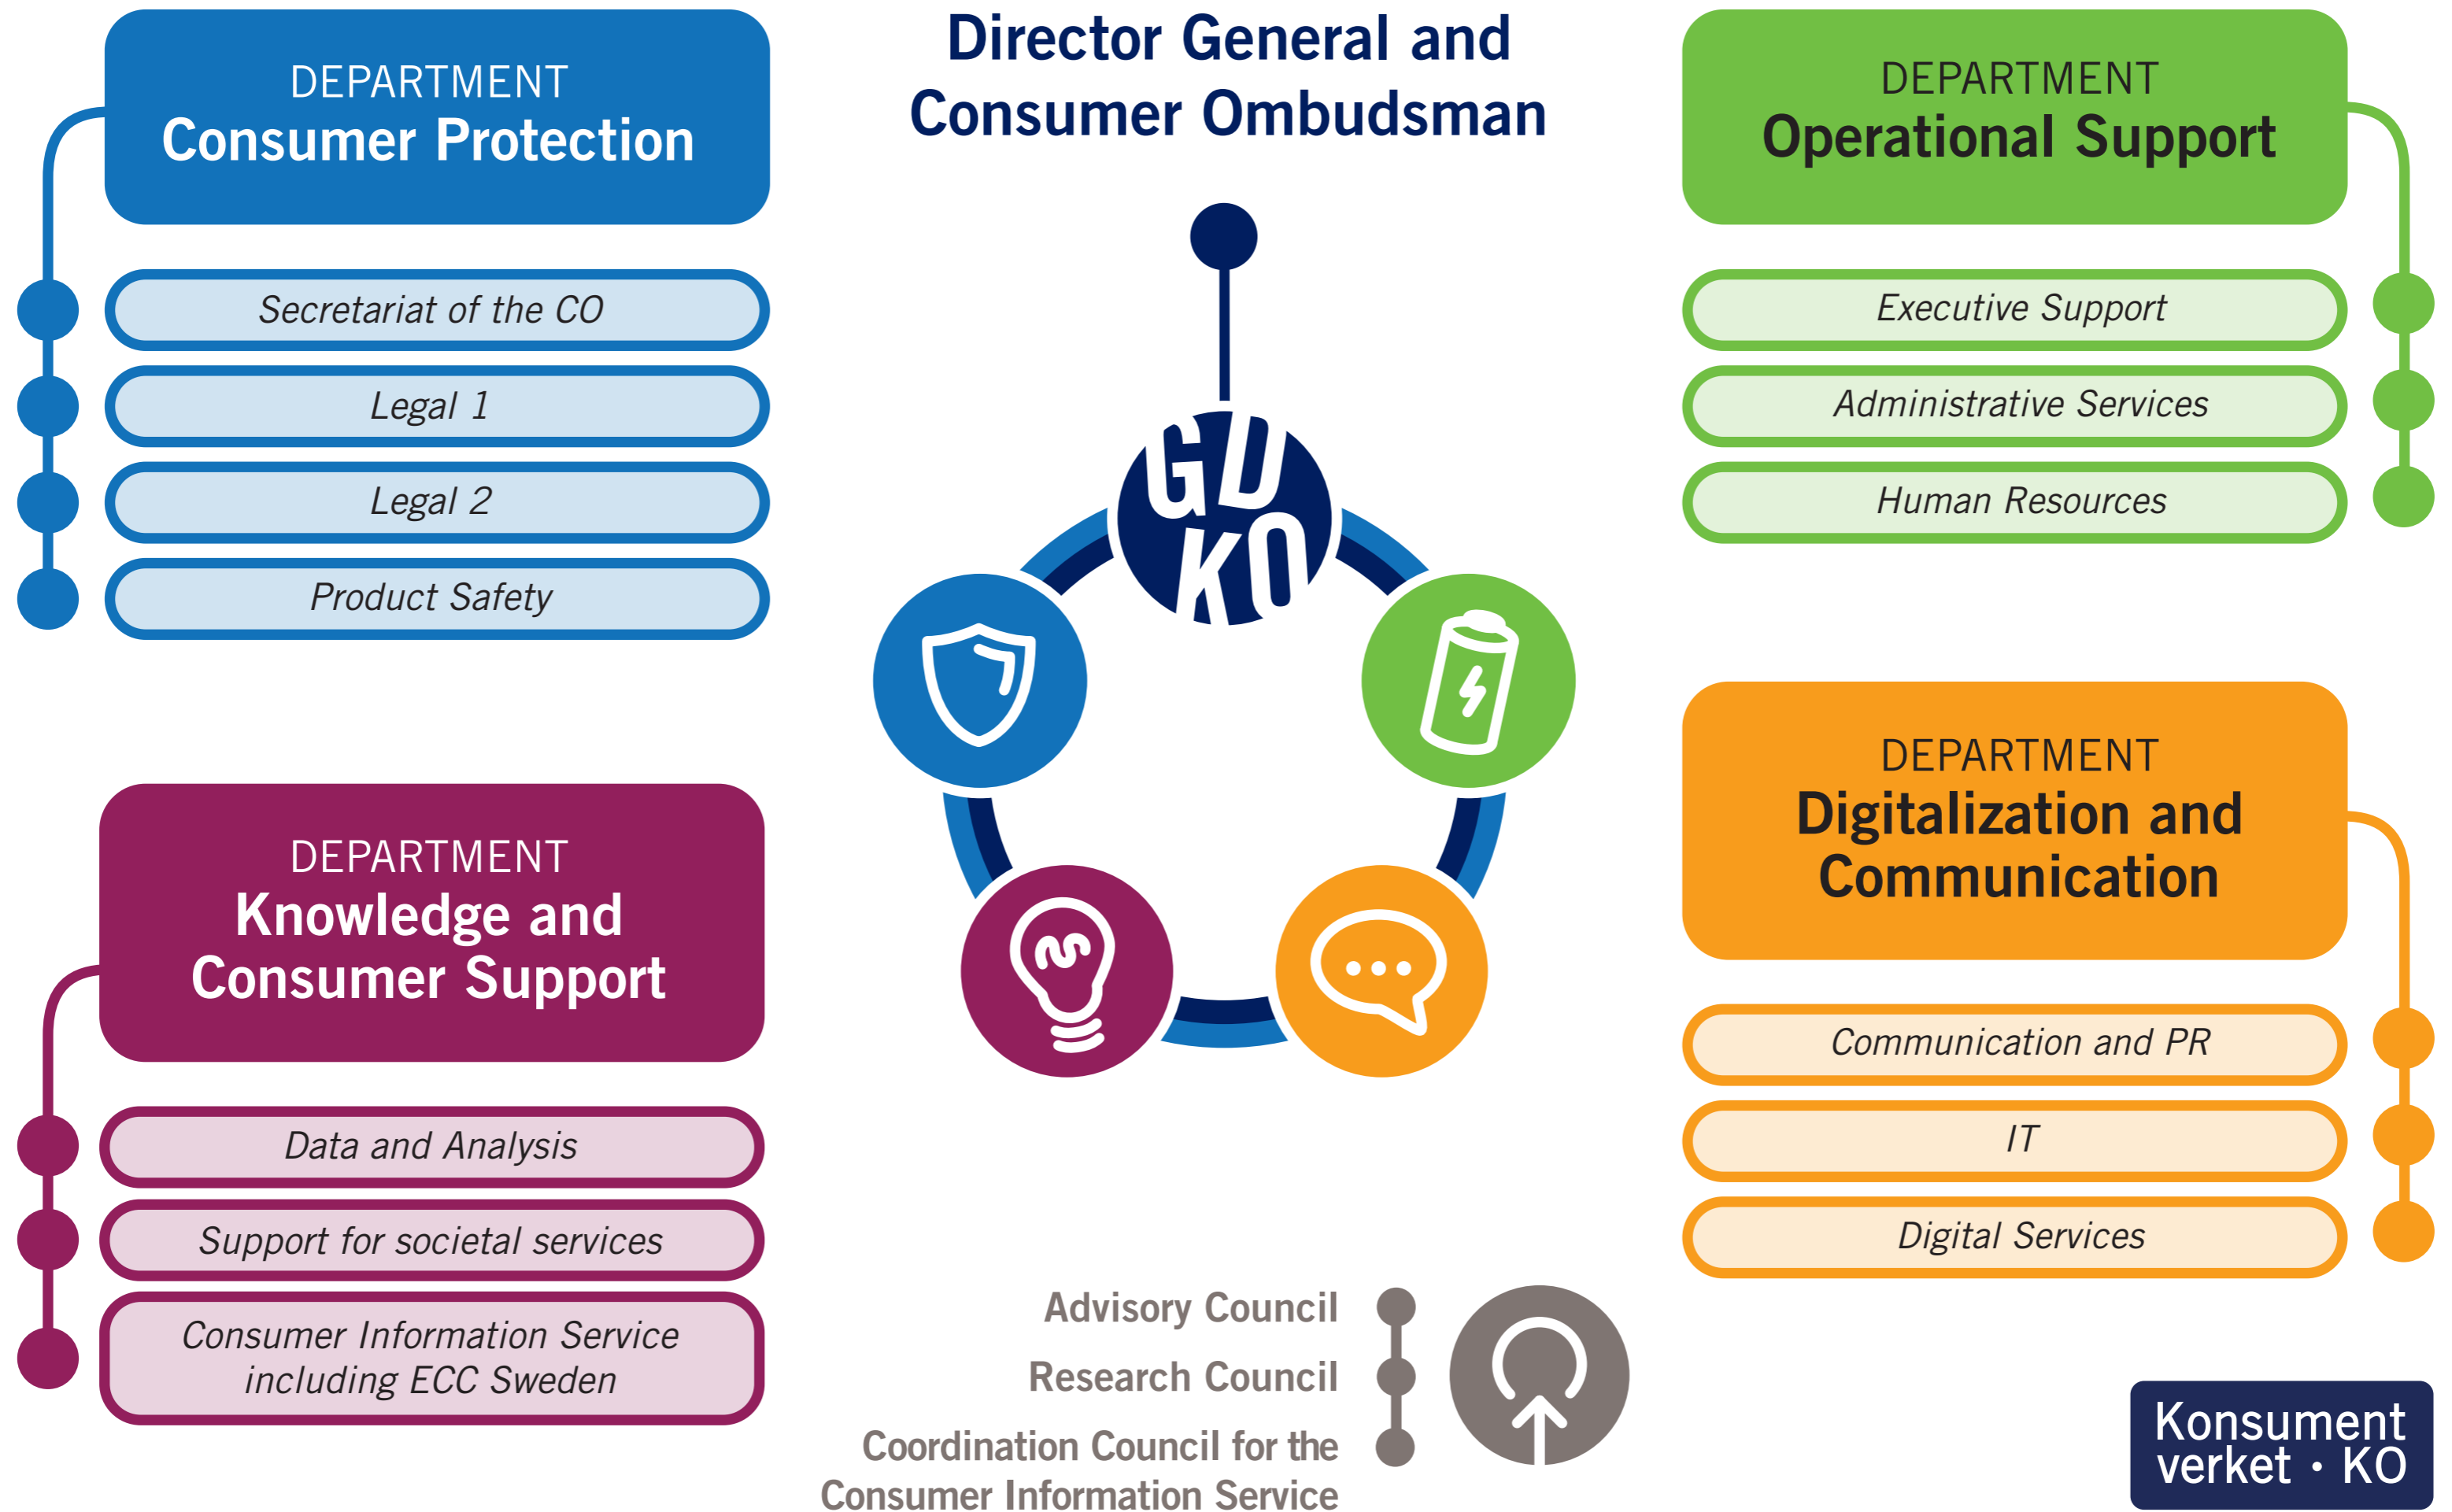 DEPARTMENT
Consumer Protection
Secretariat of the CO
Legal 1
Legal 2
Product Safety
DEPARTMENT
Knowledge and
Consumer Support
Data and Analysis
Support for societal services
Consumer Information Service
including ECC Sweden
Director General and
Consumer Ombudsman
GD
KO
Advisory Council
Research Council
Coordination Council for the
Consumer Information Service
DEPARTMENT
Operational Support
Executive Support
Administrative Services
Human Resources
DEPARTMENT
Digitalization and
Communication
Communication and PR
IT
Digital Services
Konsument
verket · KO